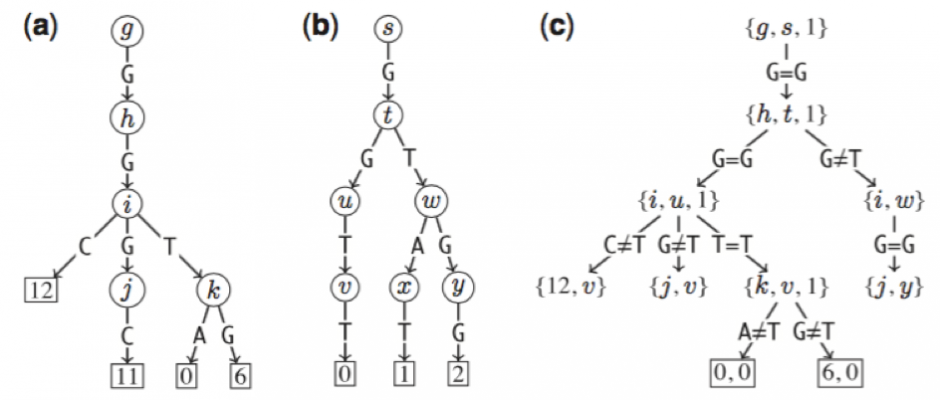 (a) g (b) s (c) {g, s, 1}
G G G=G
h t {h, t, 1}
G G T G=G G≠T
i u w {i, u, 1} {i, w}
C G T T A G C≠T G≠T T=T G=G
12 j k v x y {12, v} {j, v} {k, v, 1} {j, y}
C A G T T G A≠T G≠T
11 0 6 0 1 2 0, 0 6, 0